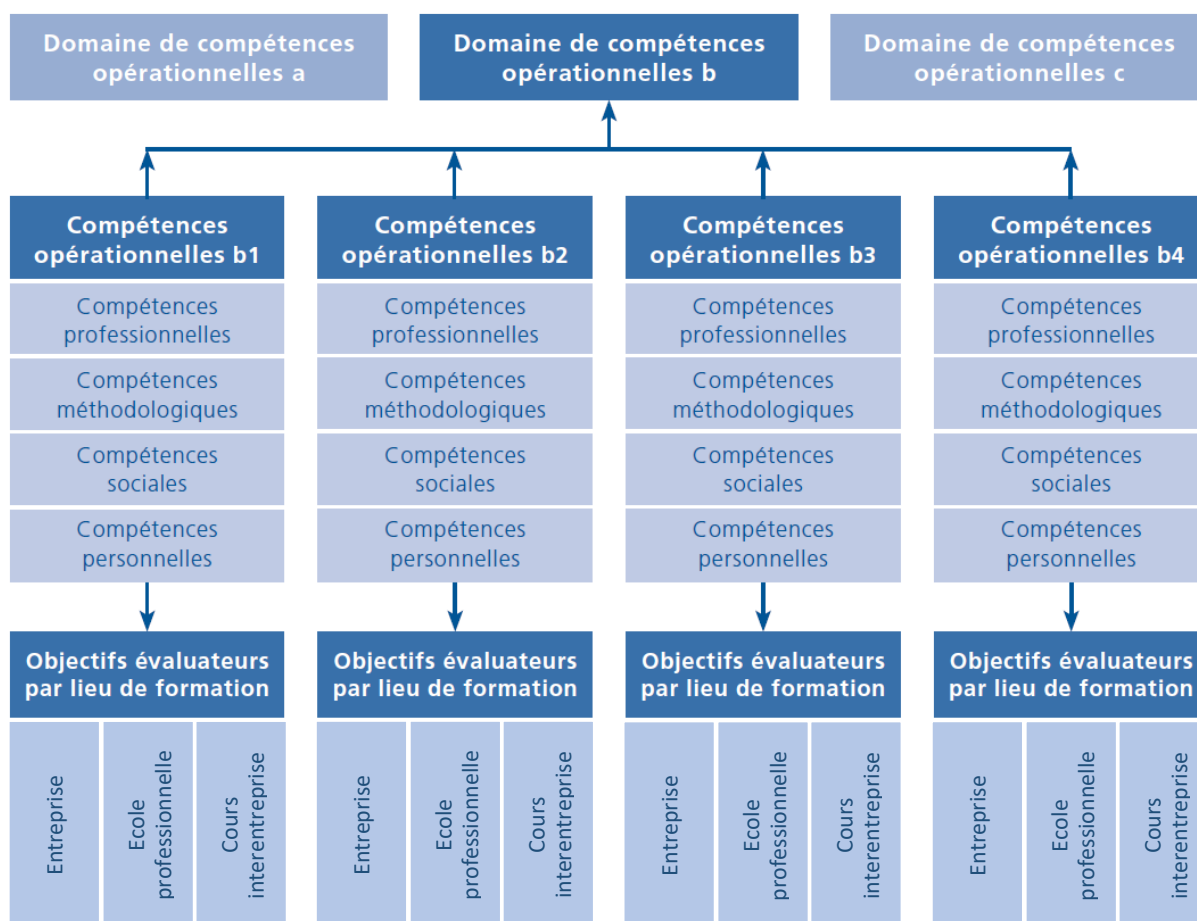 Domaine de compétences
opérationnelles a
Domaine de compétences
opérationnelles b
Domaine de compétences
opérationnelles c
Compétences
opérationnelles b1
Compétences
professionnelles
Compétences
méthodologiques
Compétences
sociales
Compétences
personnelles
Objectifs évaluateurs
par lieu de formation
Entreprise
Ecole
professionnelle
Cours
interentreprise
Compétences
opérationnelles b2
Compétences
professionnelles
Compétences
méthodologiques
Compétences
sociales
Compétences
personnelles
Objectifs évaluateurs
par lieu de formation
Entreprise
Ecole
professionnelle
Cours
interentreprise
Compétences
opérationnelles b3
Compétences
professionnelles
Compétences
méthodologiques
Compétences
sociales
Compétences
personnelles
Objectifs évaluateurs
par lieu de formation
Entreprise
Ecole
professionnelle
Cours
interentreprise
Compétences
opérationnelles b4
Compétences
professionnelles
Compétences
méthodologiques
Compétences
sociales
Compétences
personnelles
Objectifs évaluateurs
par lieu de formation
Entreprise
Ecole
professionnelle
Cours
interentreprise